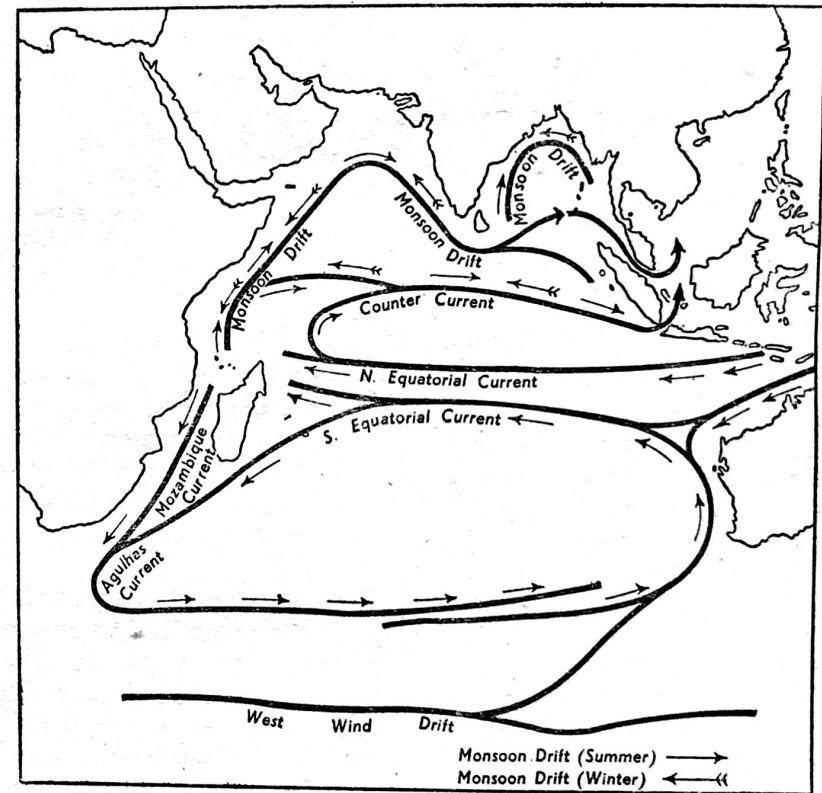 Monsoon Drift
Monsoon Drift
Monsoon Drift
Counter Current
N. Equatorial Current
S. Equatorial Current
Mozambique
Current
Agulhas
Current
West Wind Drift
Monsoon Drift (Summer)
Monsoon Drift (Winter)